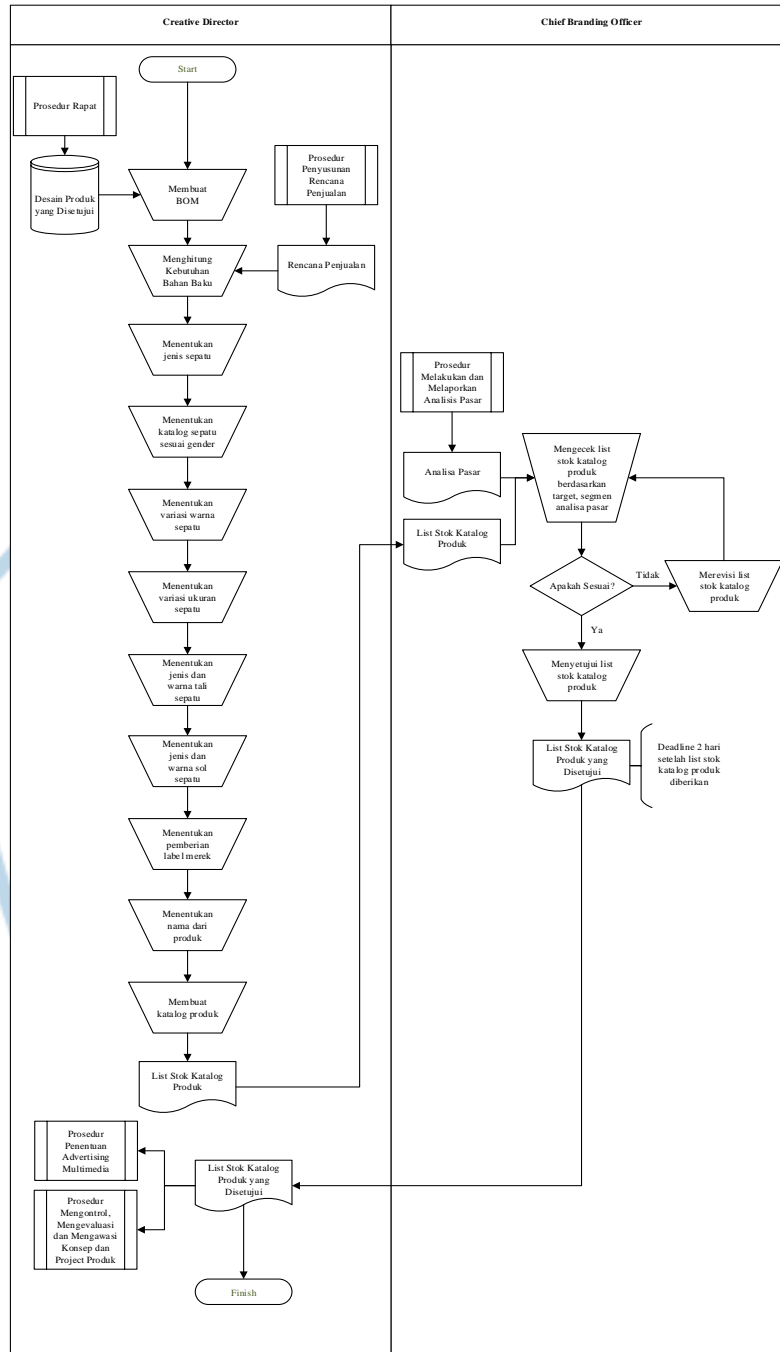 Creative Director
Chief Branding Officer
Start
Prosedur Rapat
Desain Produk
yang Disetujui
Membuat
BOM
Prosedur
Penyusunan
Rencana
Penjualan
Menghitung
Kebutuhan
Bahan Baku
Rencana Penjualan
Menentukan
jenis sepatu
Menentukan
katalog sepatu
sesuai gender
Menentukan
variasi warna
sepatu
Menentukan
variasi ukuran
sepatu
Menentukan
jenis dan
warna tali
sepatu
Menentukan
jenis dan
warna sol
sepatu
Menentukan
pemberian
label merek
Menentukan
nama dari
produk
Membuat
katalog produk
List Stok Katalog
Produk
Prosedur
Melakukan dan
Melaporkan
Analisis Pasar
Analisa Pasar
List Stok Katalog
Produk
Mengecek list
stok katalog
produk
berdasarkan
target, segmen
analisa pasar
Apakah Sesuai?
Tidak
Merevisi list
stok katalog
produk
Ya
Menyetujui list
stok katalog
produk
List Stok Katalog
Produk yang
Disetujui
Deadline 2 hari
setelah list stok
katalog produk
diberikan
Prosedur
Penentuan
Advertising
Multimedia
Prosedur
Mengontrol,
Mengevaluasi
dan Mengawasi
Konsep dan
Project Produk
List Stok Katalog
Produk yang
Disetujui
Finish